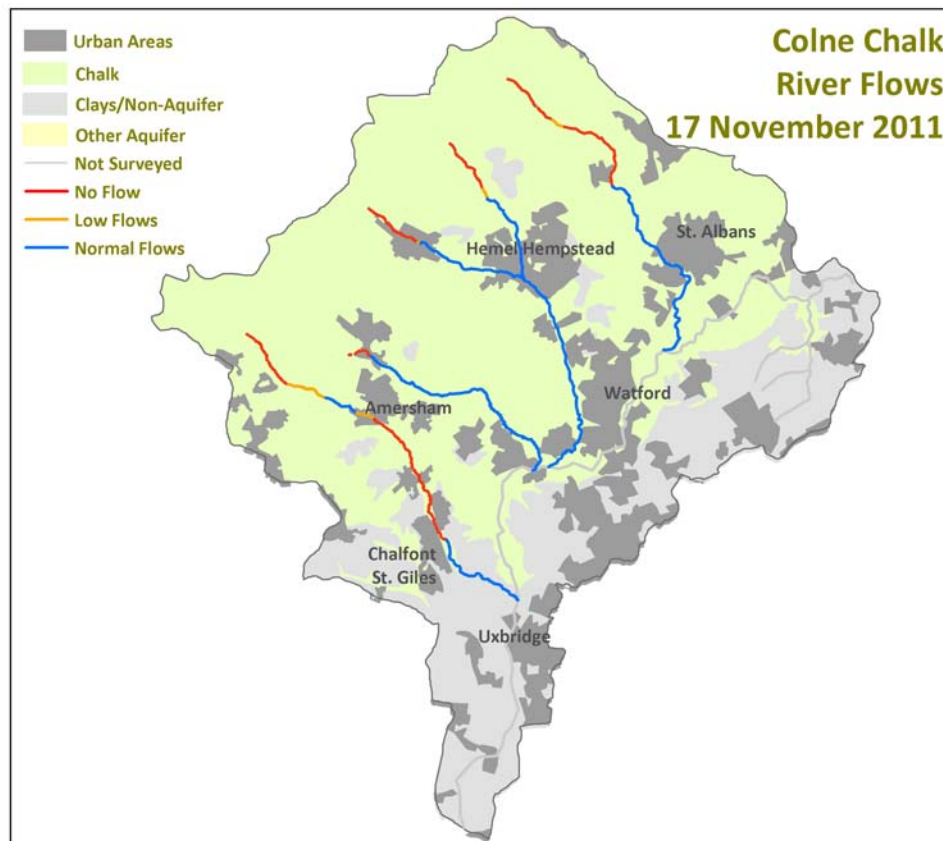 Colne Chalk
River Flows
17 November 2011
Urban Areas
Chalk
Clays/Non-Aquifer
Other Aquifer
Not Surveyed
No Flow
Low Flows
Normal Flows
Hemel Hempstead
St. Albans
Amersham
Watford
Chalfont
St. Giles
Uxbridge